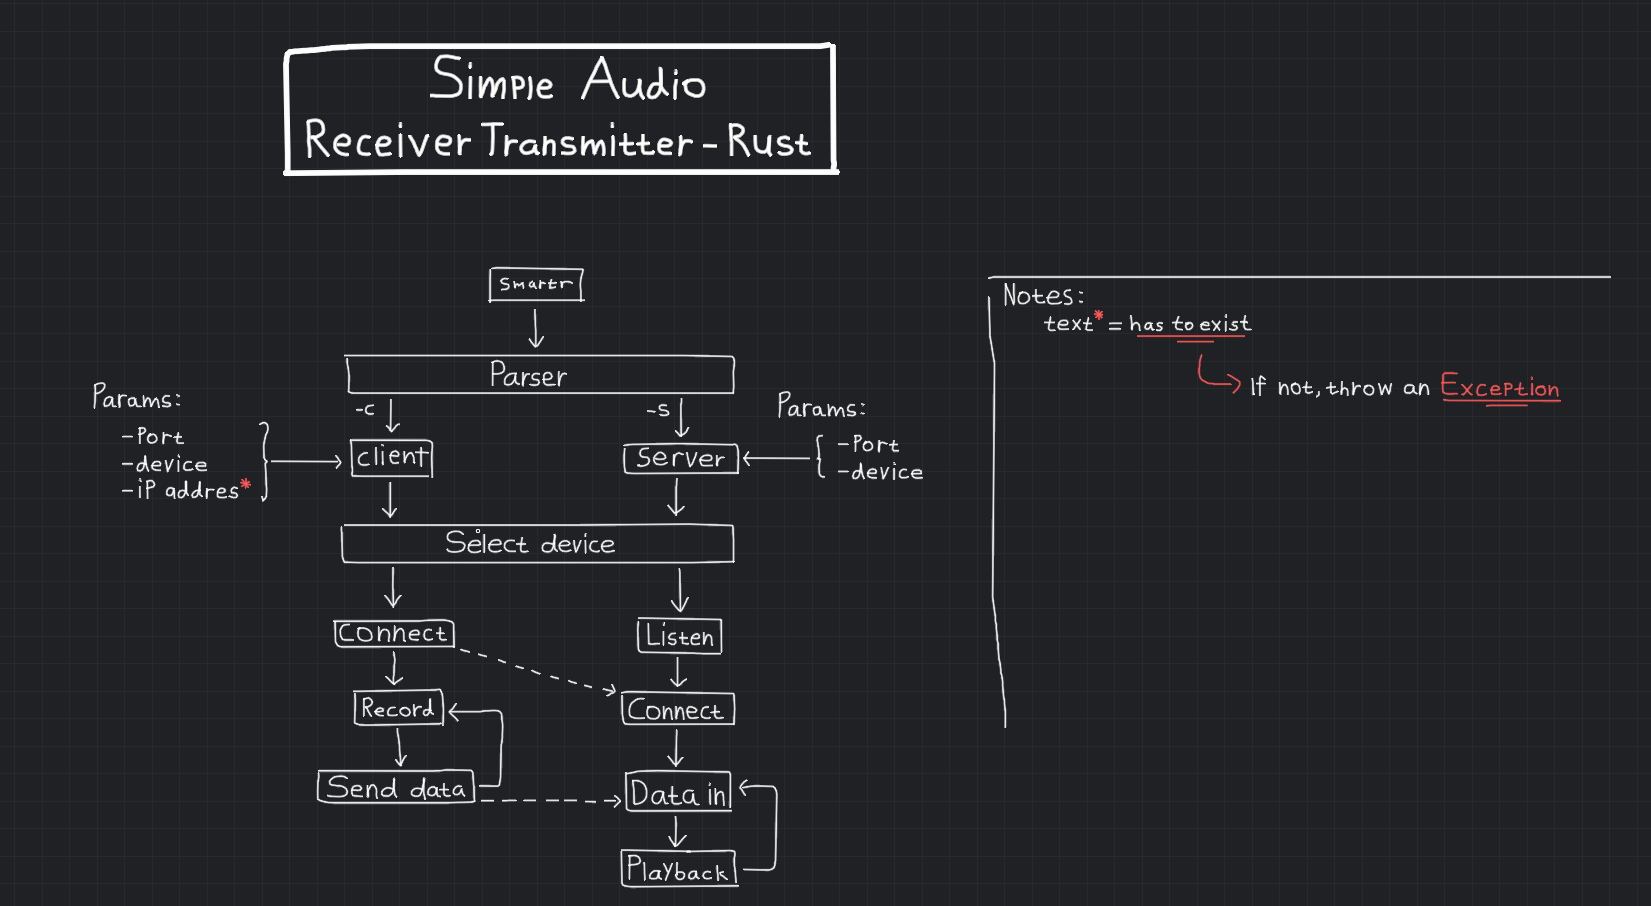 Simple Audio
Receiver Transmitter - Rust
Smartr
Parser
Params:
-Port
-device
-iP addres*
-c
-s
Params:
-Port
-device
client
Server
Select device
Connect
Listen
Record
Connect
Send data
Data in
Playback
Notes:
text* = has to exist
If not, throw an Exception